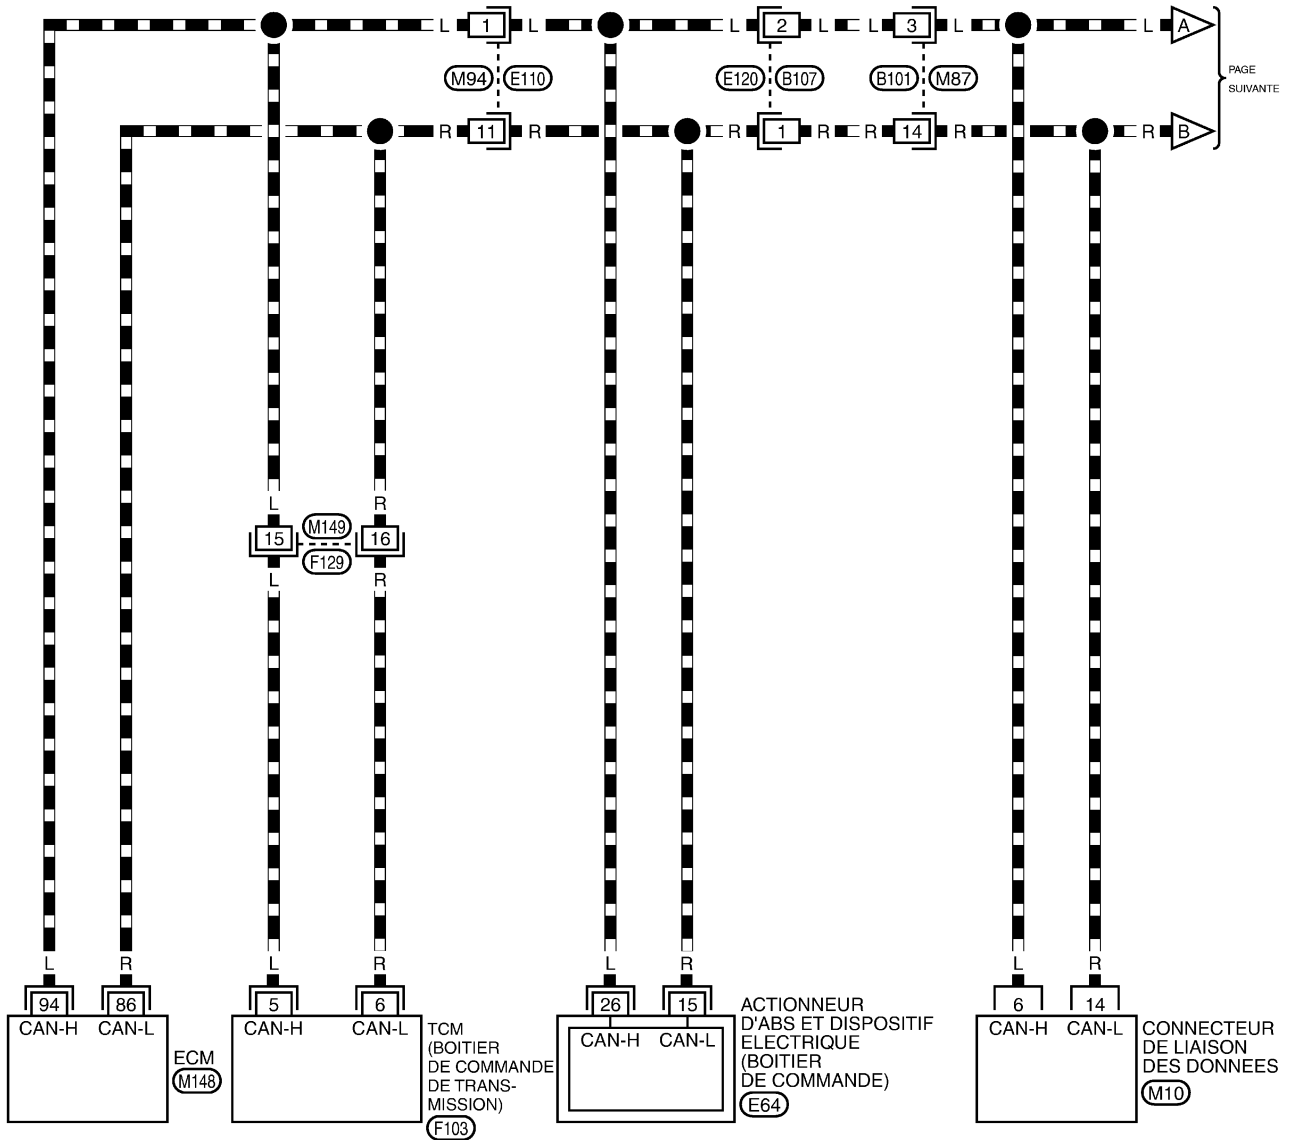 L 1 L L 2 L L 3 L L A
M94 E110 E120 B107 B101 M87
PAGE
SUIVANTE
R 11 R R 1 R R 14 R R B
L R
15 M149 16
F129
L R
L R L R L R L R
94 86 5 6 26 15 6 14
CAN-H CAN-L CAN-H CAN-L CAN-H CAN-L CAN-H CAN-L
ECM
M148
TCM
(BOITIER
DE COMMANDE
DE TRANS-
MISSION)
F103
ACTIONNEUR
D'ABS ET DISPOSITIF
ELECTRIQUE
(BOITIER
DE COMMANDE)
E64
CONNECTEUR
DE LIAISON
DES DONNEES
M10